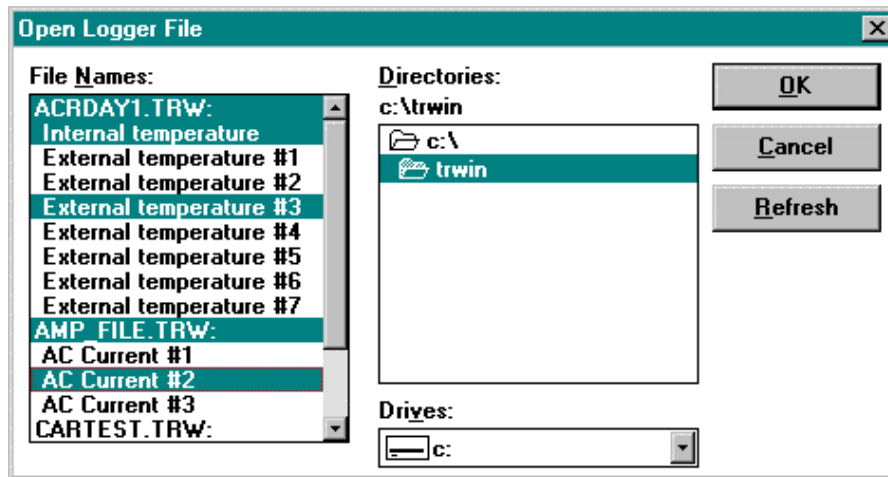 Open Logger File
File Names:
ACRDAY1.TRW:
Internal temperature
External temperature #1
External temperature #2
External temperature #3
External temperature #4
External temperature #5
External temperature #6
External temperature #7
AMP_FILE.TRW:
AC Current #1
AC Current #2
AC Current #3
CARTEST.TRW:
Directories:
c:\trwin
c:\
trwin
Drives:
c:
OK
Cancel
Refresh